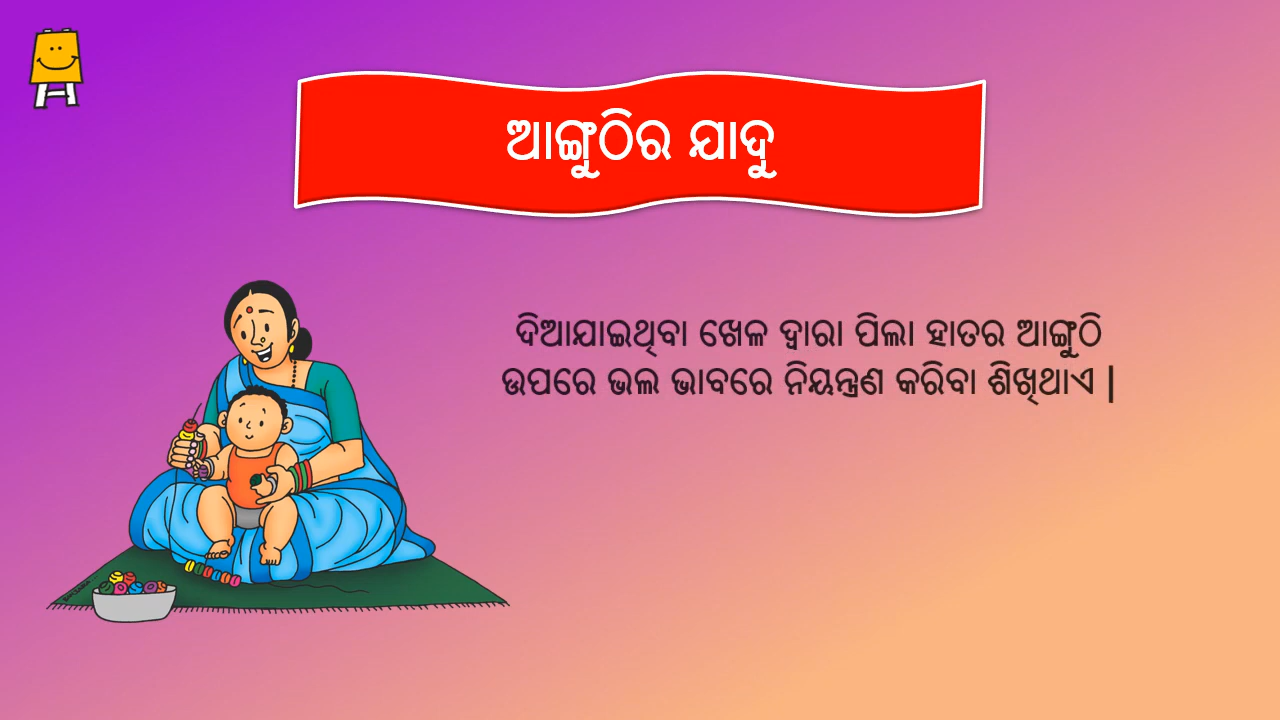 ଆଙ୍ଗୁଠିର ଯାଦୁ
ଦିଆଯାଇଥିବା ଖେଳ ଦ୍ୱାରା ପିଲା ହାତର ଆଙ୍ଗୁଠି
ଉପରେ ଭଲ ଭାବରେ ନିୟନ୍ତ୍ରଣ କରିବା ଶିଖିଥାଏ |